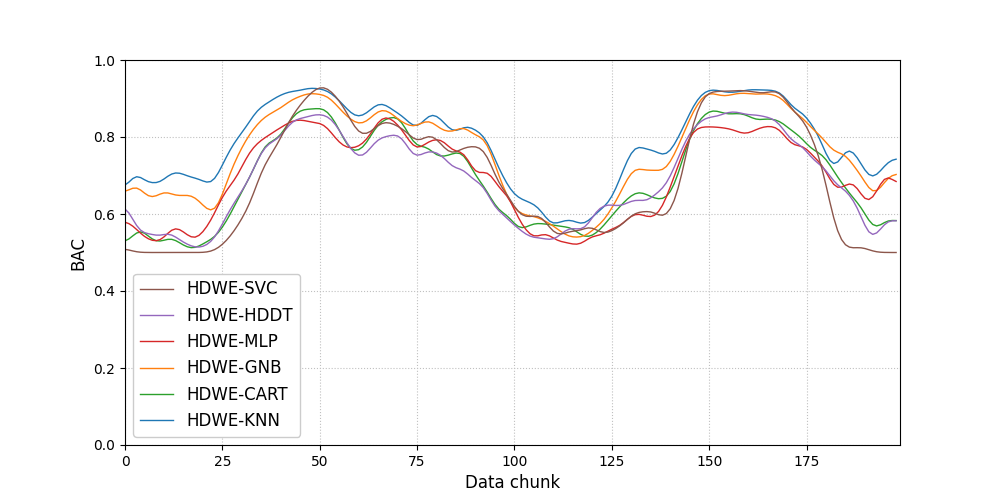 1.0
0.8
0.6
0.4
0.2
0.0
BAC
HDWE-SVC
HDWE-HDDT
HDWE-MLP
HDWE-GNB
HDWE-CART
HDWE-KNN
0 25 50 75 100 125 150 175
Data chunk